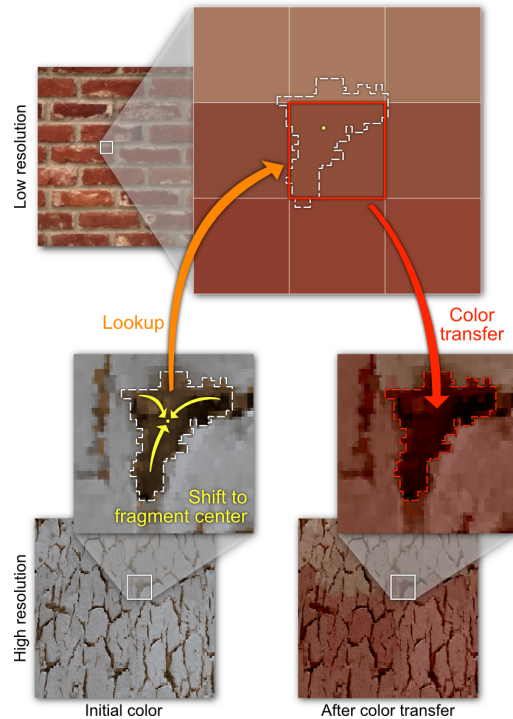 Low resolution
Lookup
Color
transfer
Shift to
fragment center
High resolution
Initial color
After color transfer